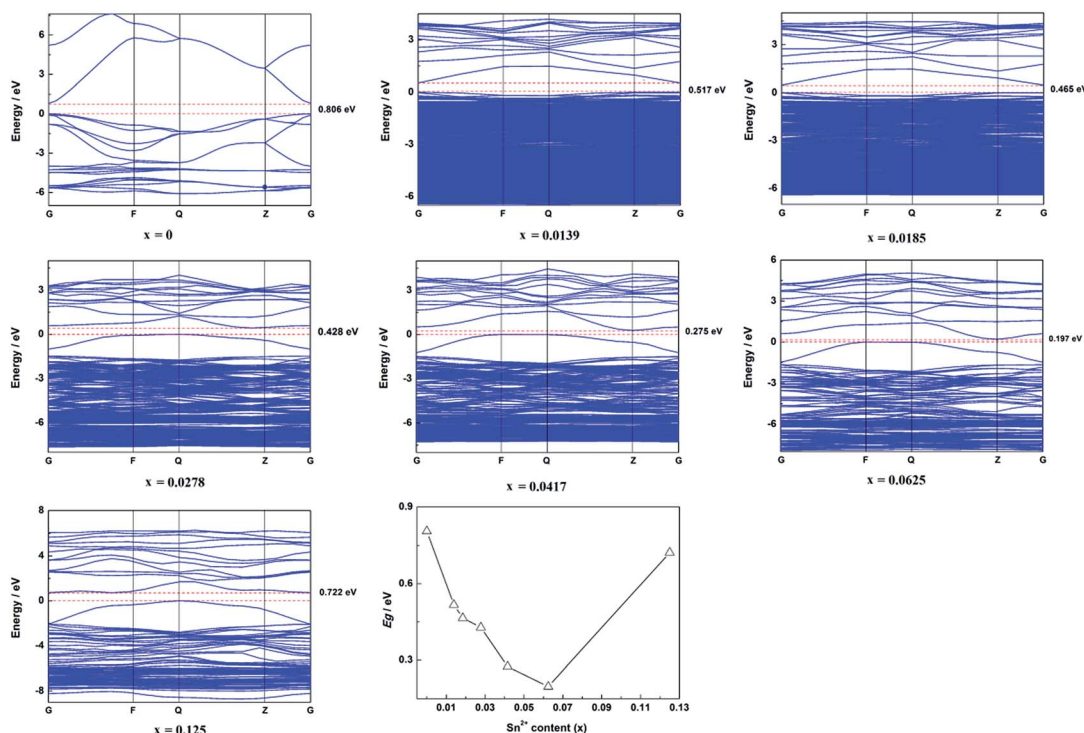 6
3
0
-3
-6
Energy / eV
0.806 eV
G F Q Z G
x = 0
3
0
-3
-6
Energy / eV
0.517 eV
G F Q Z G
x = 0.0139
3
0
-3
-6
Energy / eV
0.465 eV
G F Q Z G
x = 0.0185
3
0
-3
-6
Energy / eV
0.428 eV
G F Q Z G
x = 0.0278
3
0
-3
-6
Energy / eV
0.275 eV
G F Q Z G
x = 0.0417
6
3
0
-3
-6
Energy / eV
0.197 eV
G F Q Z G
x = 0.0625
8
4
0
-4
-8
Energy / eV
0.722 eV
G F Q Z G
x = 0.125
0.9
0.6
0.3
Eg / eV
0.01 0.03 0.05 0.07 0.09 0.11 0.13
Sn²⁺ content (x)